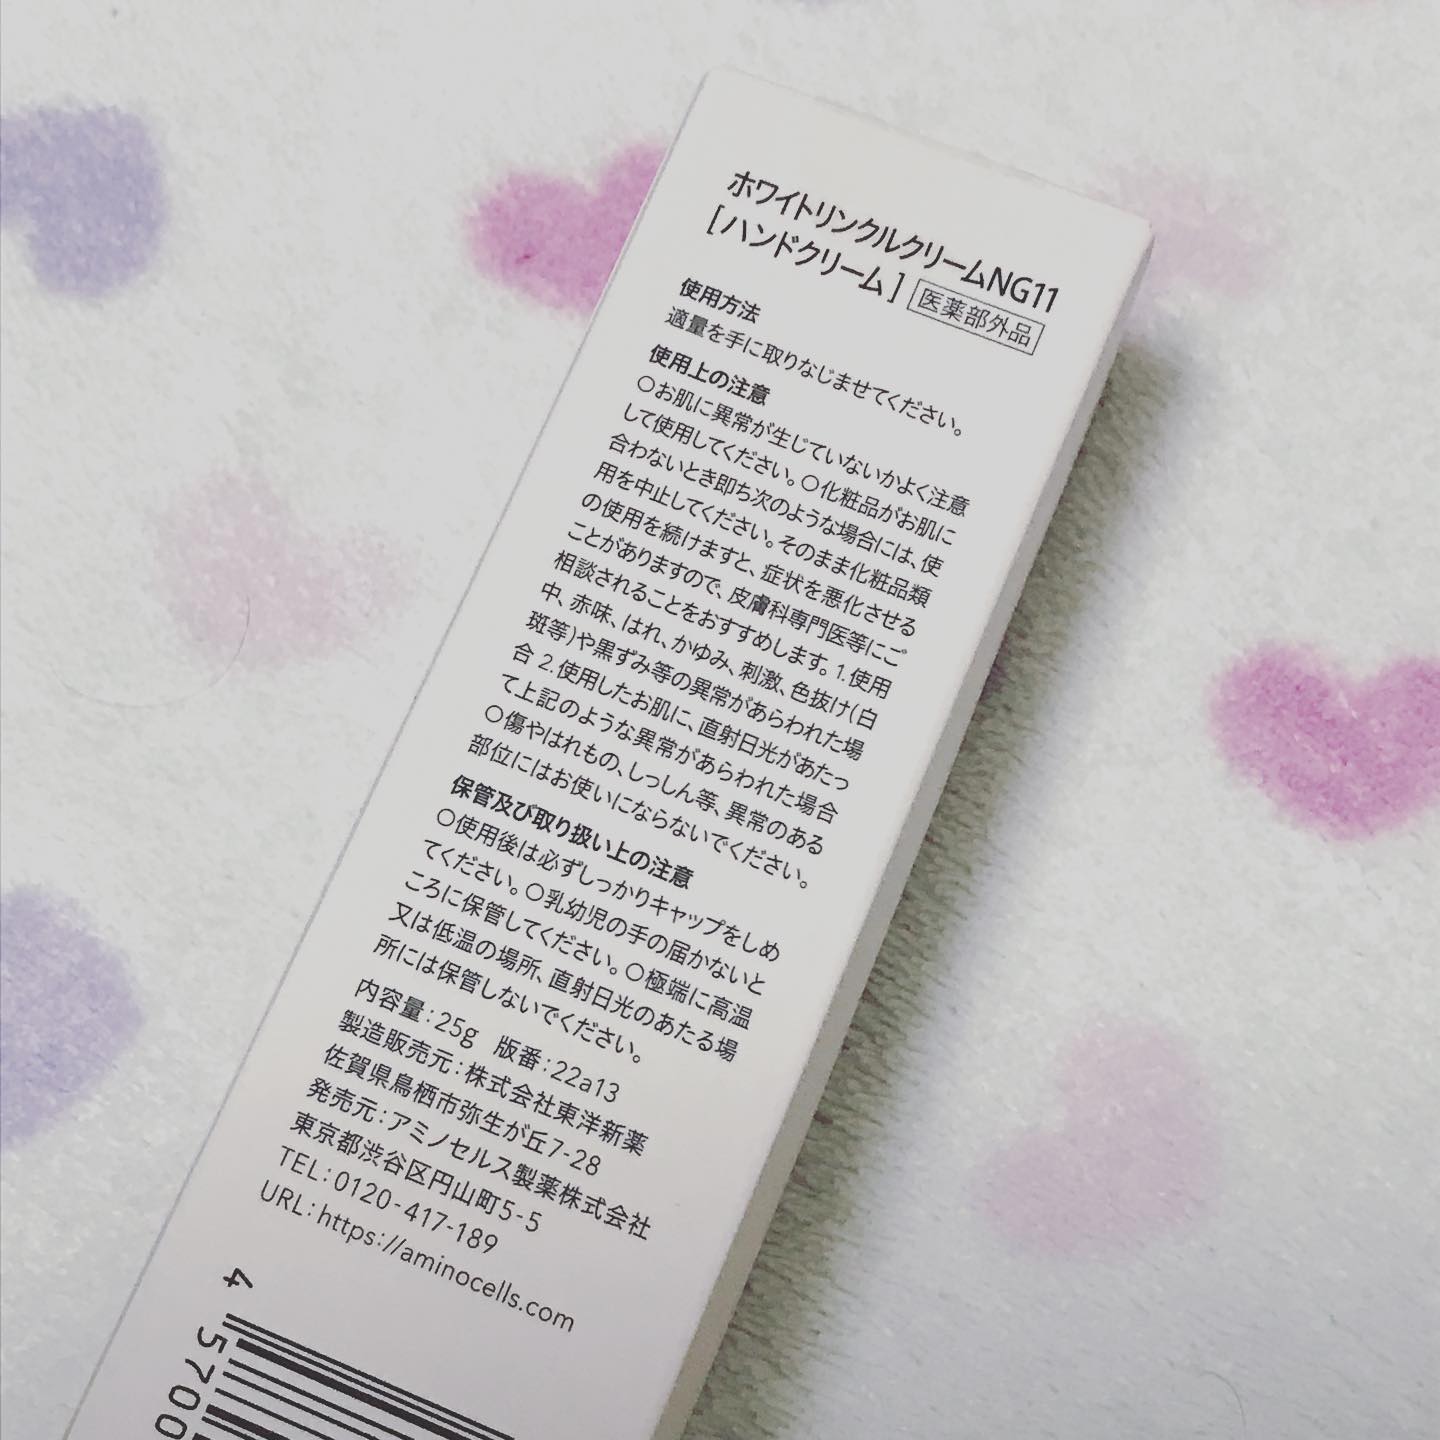 ホワイトリンクルクリームNG11
[ハンドクリーム] 医薬部外品
使用方法
適量を手に取りなじませてください。
使用上の注意
○お肌に異常が生じていないかよく注意
して使用してください。○化粧品がお肌に
合わないとき即ち次のような場合には、使
用を中止してください。そのまま化粧品類
の使用を続けますと、症状を悪化させる
ことがありますので、皮膚科専門医等にご
相談されることをおすすめします。1.使用
中、赤味、はれ、かゆみ、刺激、色抜け(白
斑等)や黒ずみ等の異常があらわれた場
合 2.使用したお肌に、直射日光があたっ
て上記のような異常があらわれた場合
○傷やはれもの、しっしん等、異常のある
部位にはお使いにならないでください。
保管及び取り扱い上の注意
○使用後は必ずしっかりキャップをしめ
てください。○乳幼児の手の届かないと
ころに保管してください。○極端に高温
又は低温の場所、直射日光のあたる場
所には保管しないでください。
内容量:25g 版番:22a13
製造販売元:株式会社東洋新薬
佐賀県鳥栖市弥生が丘7-28
発売元:アミノセルス製薬株式会社
東京都渋谷区円山町5-5
TEL:0120-417-189
URL:https://aminocells.com
4 5700